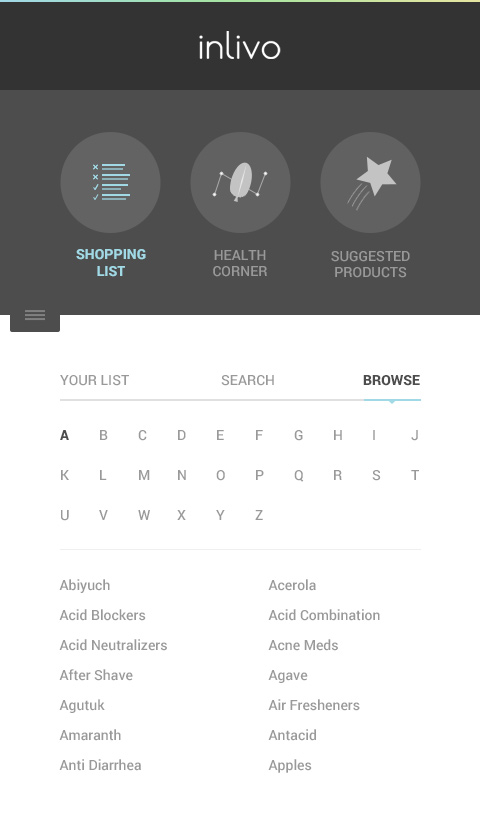 inlivo
SHOPPING
LIST
HEALTH
CORNER
SUGGESTED
PRODUCTS
YOUR LIST
SEARCH
BROWSE
A B C D E F G H I J
K L M N O P Q R S T
U V W X Y Z
Abiyuch
Acerola
Acid Blockers
Acid Combination
Acid Neutralizers
Acne Meds
After Shave
Agave
Agutuk
Air Fresheners
Amaranth
Antacid
Anti Diarrhea
Apples